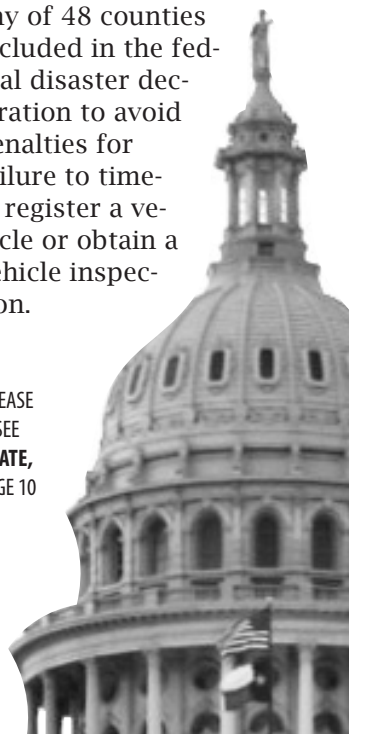 ny of 48 counties
cluded in the fed-
al disaster dec-
ration to avoid
enalties for
ilure to time-
register a ve-
icle or obtain a
ehicle inspec-
on.
EASE
SEE
ATE,
GE 10